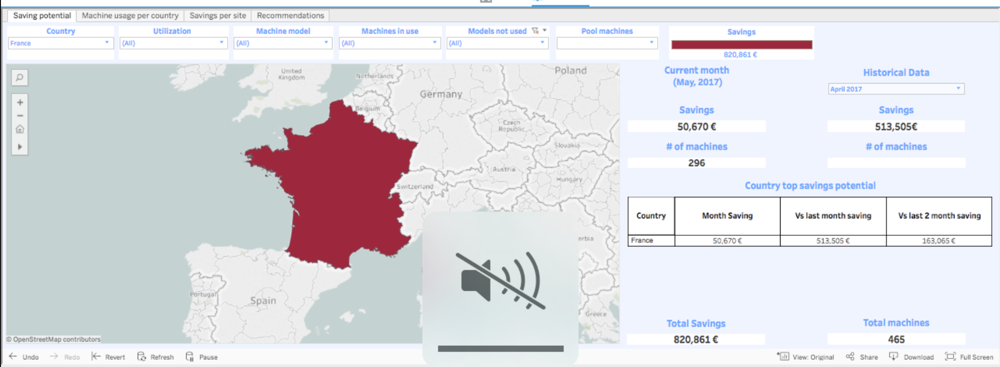 Saving potential
Machine usage per country
Savings per site
Recommendations
Country
Utilization
Machine model
Machines in use
Models not used
Pool machines
Savings
France
(All)
(All)
(All)
(All)
820,861 €
United
Kingdom
Netherlands
Poland
Germany
Belgium
Czech
Republic
Slovakia
Austria
Hungary
Switzerland
erbia
Portugal
Spain
Greece
© OpenStreetMap contributors
Current month
(May, 2017)
Historical Data
April 2017
Savings
Savings
50,670 €
513,505€
# of machines
# of machines
296
Country top savings potential
Country
Month Saving
Vs last month saving
Vs last 2 month saving
France
50,670 €
513,505 €
163,065 €
Total Savings
Total machines
820,861 €
465
Undo
Redo
Revert
Refresh
Pause
View: Original
Share
Download
Full Screen